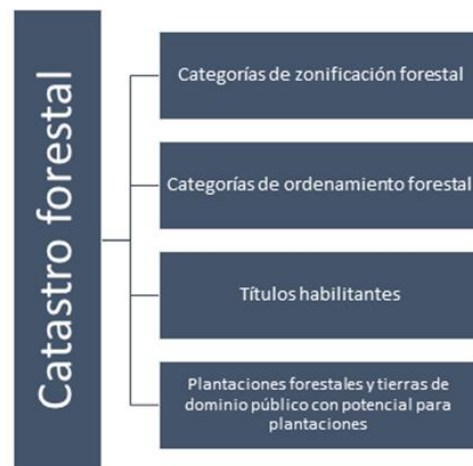 Catastro forestal
Categorías de zonificación forestal
Categorías de ordenamiento forestal
Títulos habilitantes
Plantaciones forestales y tierras de
dominio público con potencial para
plantaciones